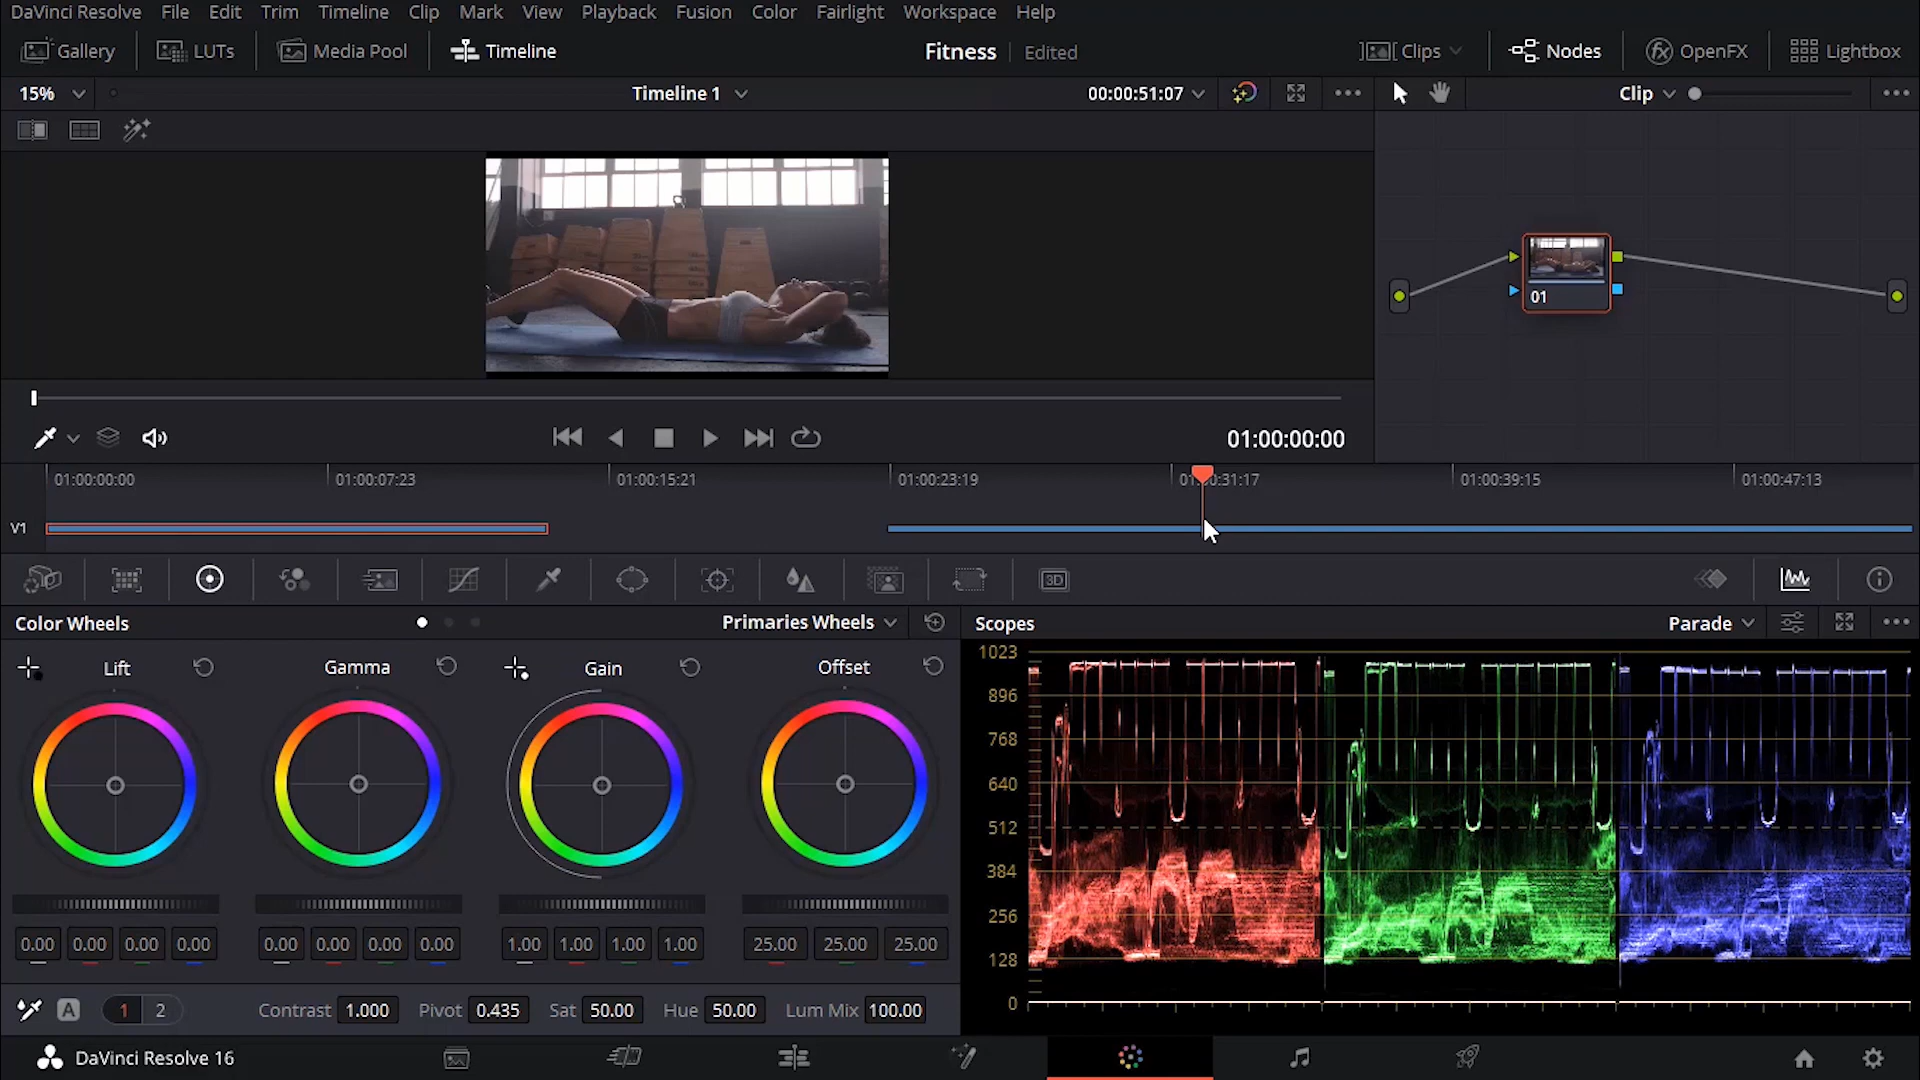 DaVinci Resolve File Edit Trim Timeline Clip Mark View Playback Fusion Color Fairlight Workspace Help
Gallery LUTs Media Pool Timeline Fitness Edited Clips Nodes fx OpenFX Lightbox
15% Timeline 1 00:00:51:07 Clip
01
01:00:00:00
01:00:00:00 01:00:07:23 01:00:15:21 01:00:23:19 01:00:31:17 01:00:39:15 01:00:47:13
V1
3D
Color Wheels Primaries Wheels Scopes Parade
Lift Gamma Gain Offset
1023
896
768
640
512
384
256
128
0
0.00 0.00 0.00 0.00 0.00 0.00 0.00 0.00 1.00 1.00 1.00 1.00 25.00 25.00 25.00
A 1 2 Contrast 1.000 Pivot 0.435 Sat 50.00 Hue 50.00 Lum Mix 100.00
DaVinci Resolve 16